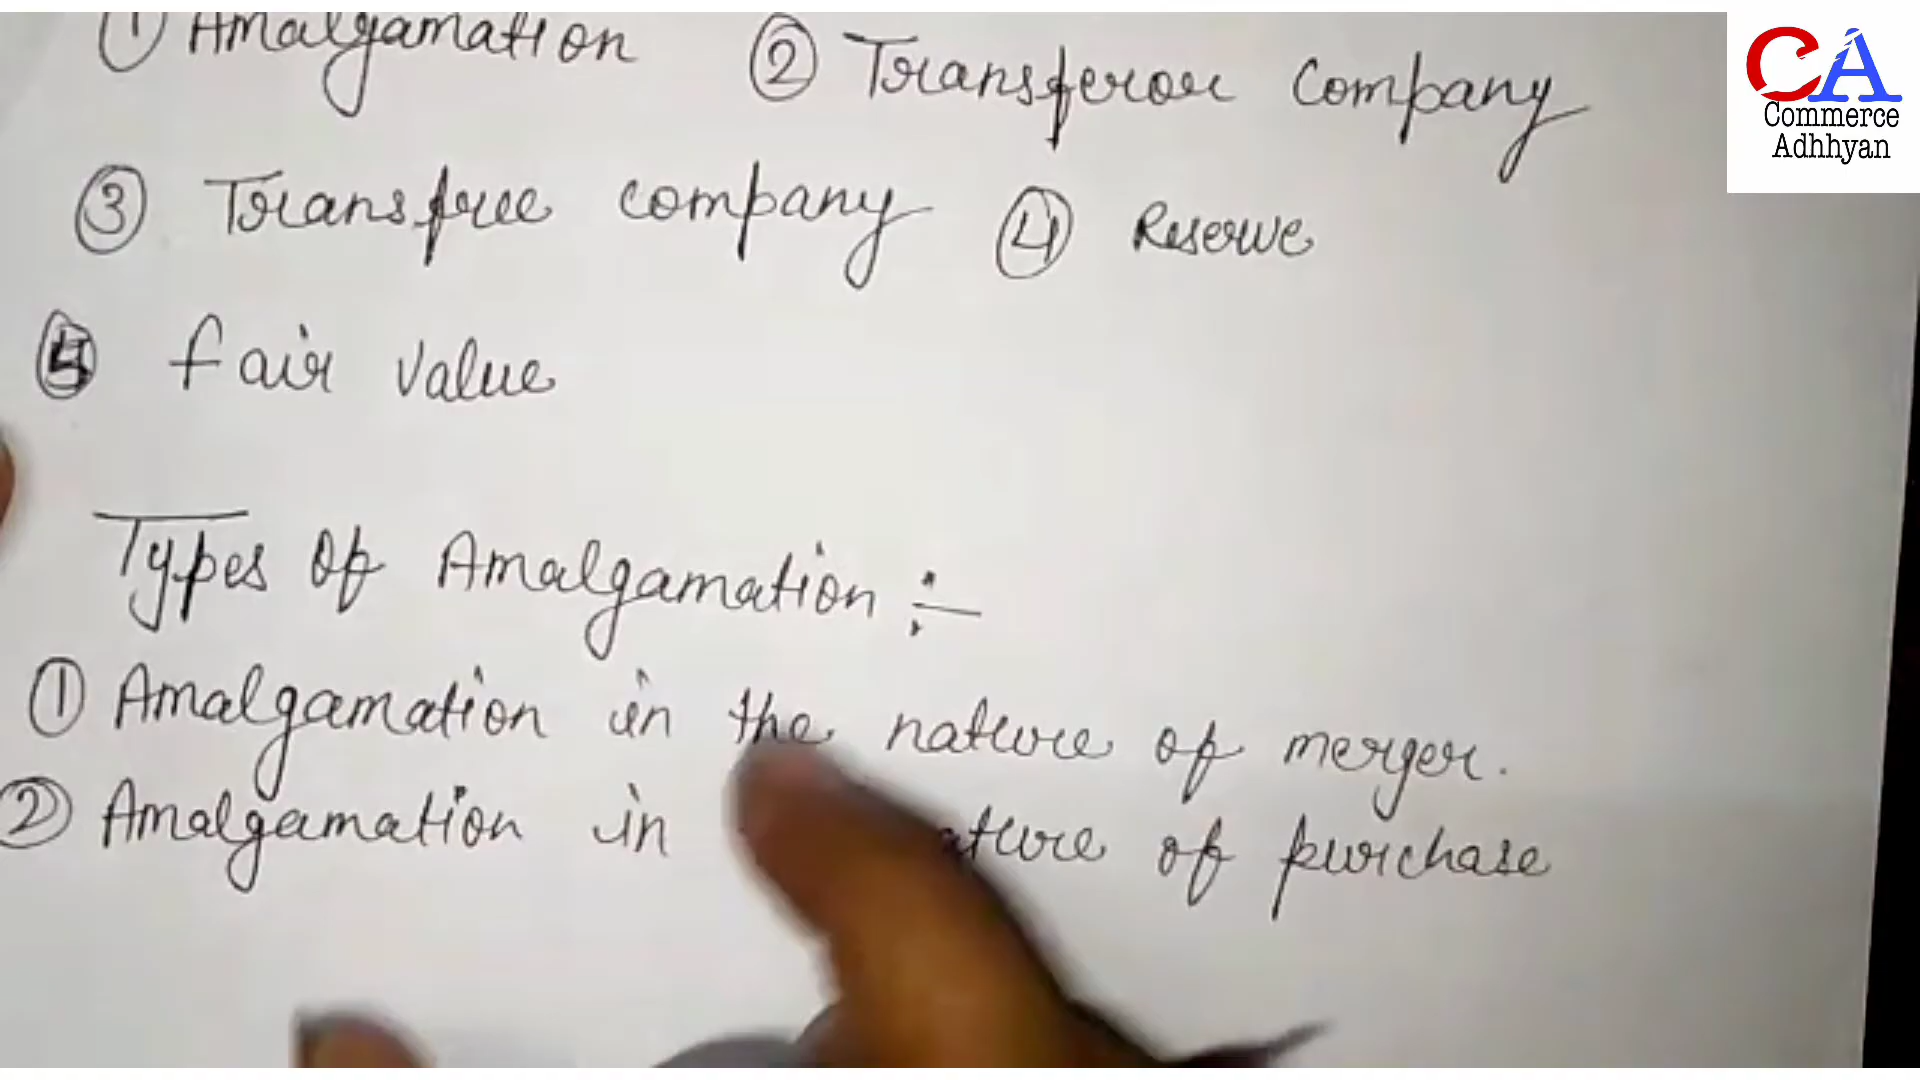 ① Amalgamation ② Transferor Company
③ Transfree company ④ Reserve
⑤ fair value
Types of Amalgamation :-
① Amalgamation in the nature of merger.
② Amalgamation in of purchase
CA
Commerce
Adhhyan